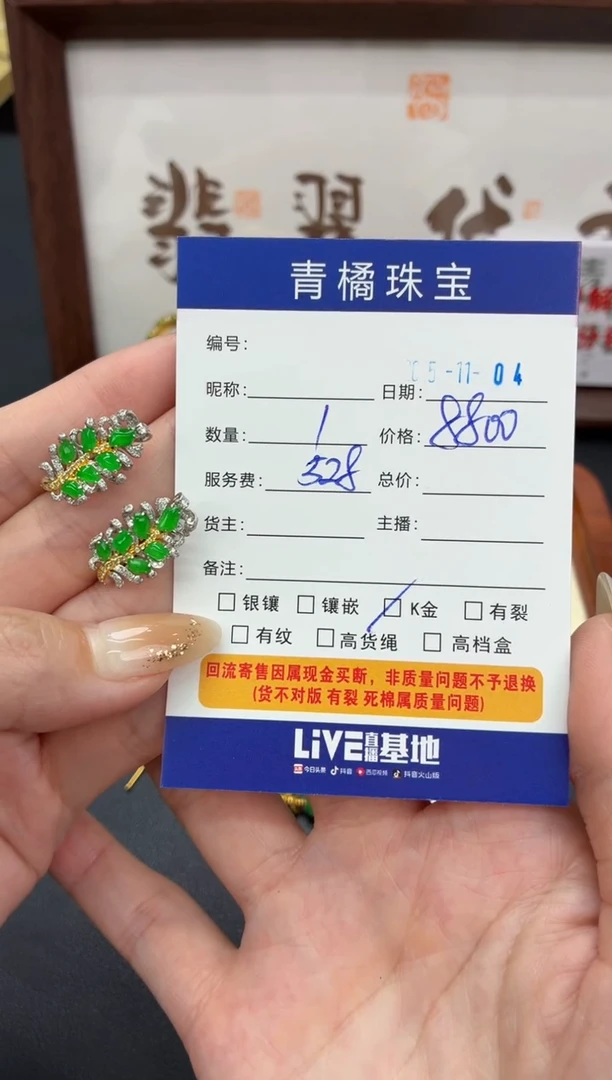 翡翠
青橘珠宝
编号:
昵称: 日期: 5-11-04
数量: 1 价格: 8800
服务费: 528 总价:
货主: 主播:
备注:
银镶 镶嵌 K金 有裂
有纹 高货绳 高档盒
回流寄售因属现金买断，非质量问题不予退换
(货不对版 有裂 死棉属质量问题)
LIVE直播基地
今日头条 抖音 西瓜视频 抖音火山版